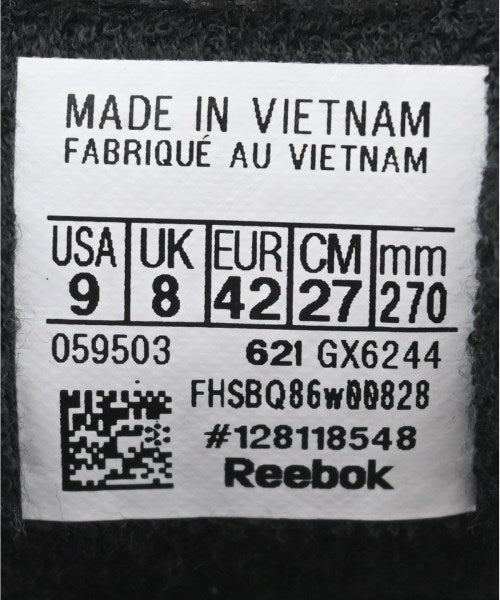 MADE IN VIETNAM
FABRIQUÉ AU VIETNAM
USA UK EUR CM mm
9 8 42 27 270
059503 621 GX6244
FHSBQ86w00828
#128118548
Reebok